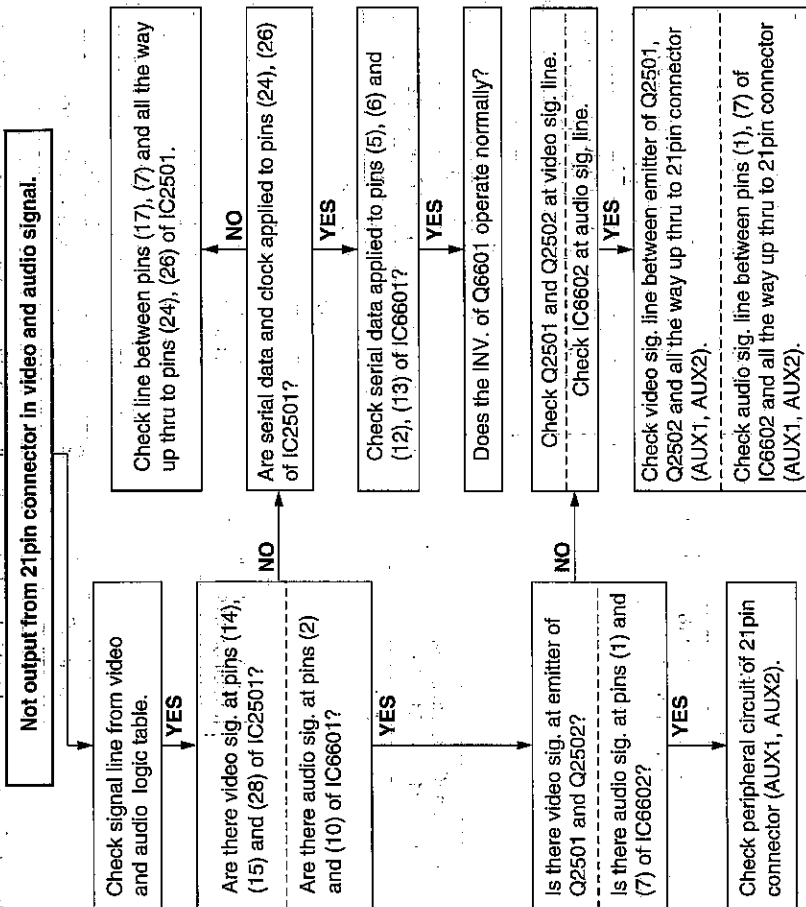 Not output from 21pin connector in video and audio signal.
Check signal line from video
and audio logic table.
YES
Are there video sig. at pins (14),
(15) and (28) of IC2501?
Are there audio sig. at pins (2)
and (10) of IC6601?
NO
YES
Is there video sig. at emitter of
Q2501 and Q2502?
Is there audio sig. at pins (1) and
(7) of IC6602?
NO
YES
Check peripheral circuit of 21pin
connector (AUX1, AUX2).
Check line between pins (17), (7) and all the way
up thru to pins (24), (26) of IC2501.
NO
Are serial data and clock applied to pins (24), (26)
of IC2501?
YES
Check serial data applied to pins (5), (6) and
(12), (13) of IC6601?
YES
Does the INV. of Q6601 operate normally?
Check Q2501 and Q2502 at video sig. line.
Check IC6602 at audio sig. line.
YES
Check video sig. line between emitter of Q2501,
Q2502 and all the way up thru to 21pin connector
(AUX1, AUX2).
Check audio sig. line between pins (1), (7) of
IC6602 and all the way up thru to 21pin connector
(AUX1, AUX2).